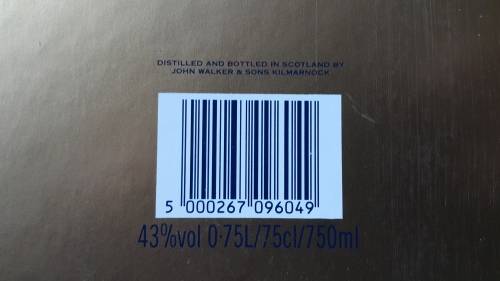 DISTILLED AND BOTTLED IN SCOTLAND BY
JOHN WALKER & SONS KILMARNOCK
5 000267 096049
43%vol 0·75L/75cl/750ml